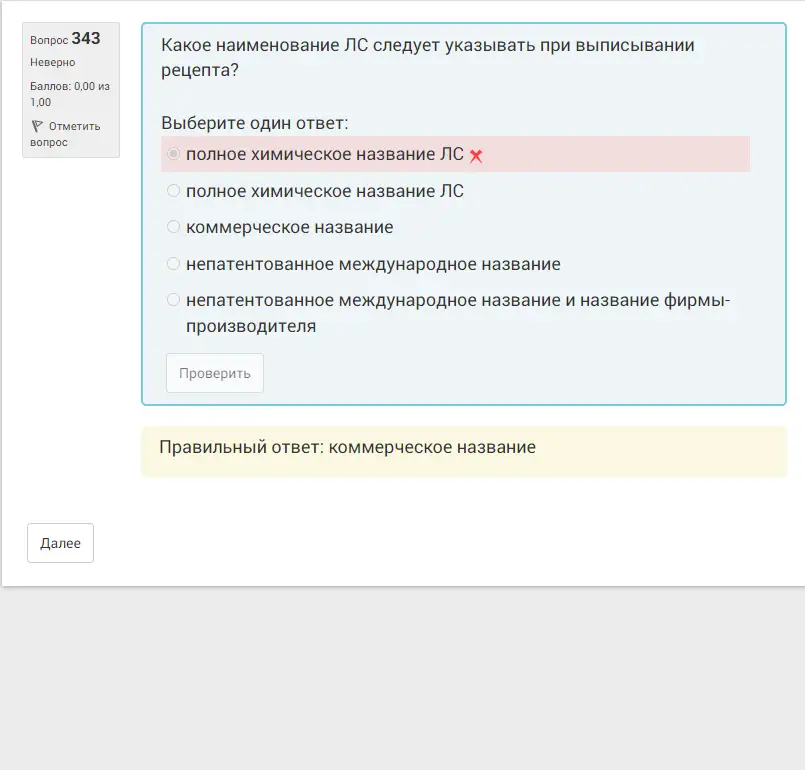 Вопрос 343
Неверно
Баллов: 0,00 из
1,00
Отметить
вопрос
Какое наименование ЛС следует указывать при выписывании
рецепта?
Выберите один ответ:
полное химическое название ЛС
полное химическое название ЛС
коммерческое название
непатентованное международное название
непатентованное международное название и название фирмы-
производителя
Проверить
Правильный ответ: коммерческое название
Далее